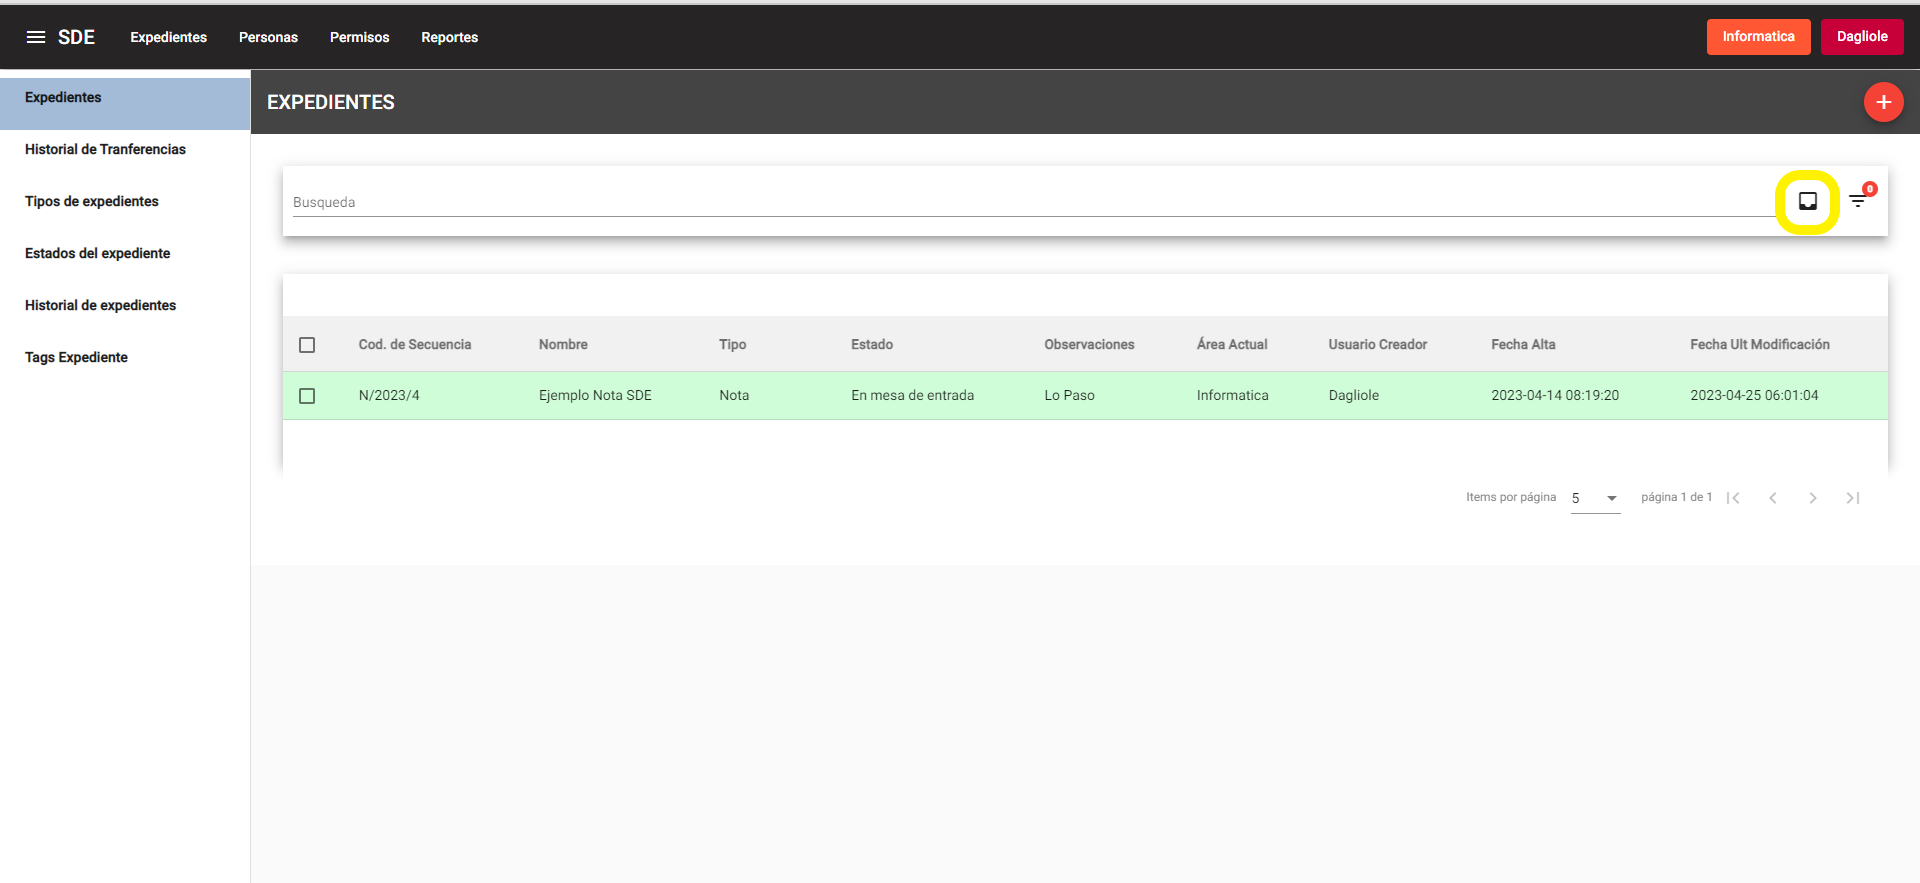 SDE Expedientes Personas Permisos Reportes Informatica Dagliole
Expedientes
Historial de Tranferencias
Tipos de expedientes
Estados del expediente
Historial de expedientes
Tags Expediente
EXPEDIENTES
+
Busqueda
0
Cod. de Secuencia Nombre Tipo Estado Observaciones Área Actual Usuario Creador Fecha Alta Fecha Ult Modificación
N/2023/4 Ejemplo Nota SDE Nota En mesa de entrada Lo Paso Informatica Dagliole 2023-04-14 08:19:20 2023-04-25 06:01:04
Items por página 5 página 1 de 1